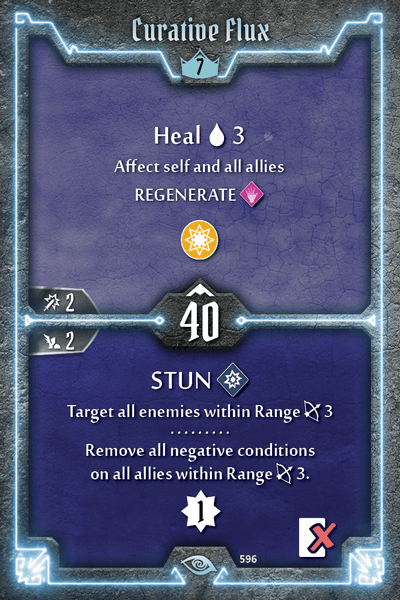 Curative Flux
7
Heal 3
Affect self and all allies
REGENERATE
2
40
2
STUN
Target all enemies within Range 3
Remove all negative conditions
on all allies within Range 3.
1
596